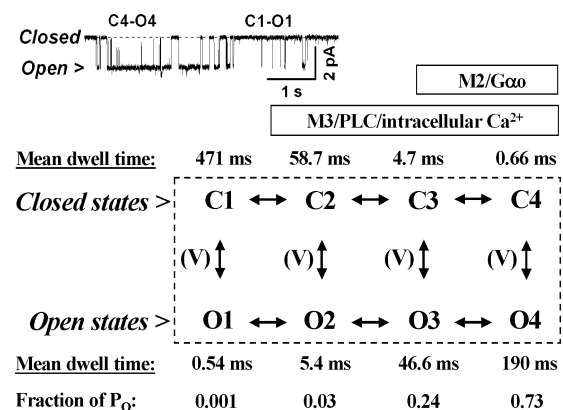 C4-O4 C1-O1
Closed
Open >
2 pA
1 s
M2/Gαo
M3/PLC/intracellular Ca²⁺
Mean dwell time: 471 ms 58.7 ms 4.7 ms 0.66 ms
Closed states > C1 C2 C3 C4
(V) (V) (V) (V)
Open states > O1 O2 O3 O4
Mean dwell time: 0.54 ms 5.4 ms 46.6 ms 190 ms
Fraction of P_O: 0.001 0.03 0.24 0.73